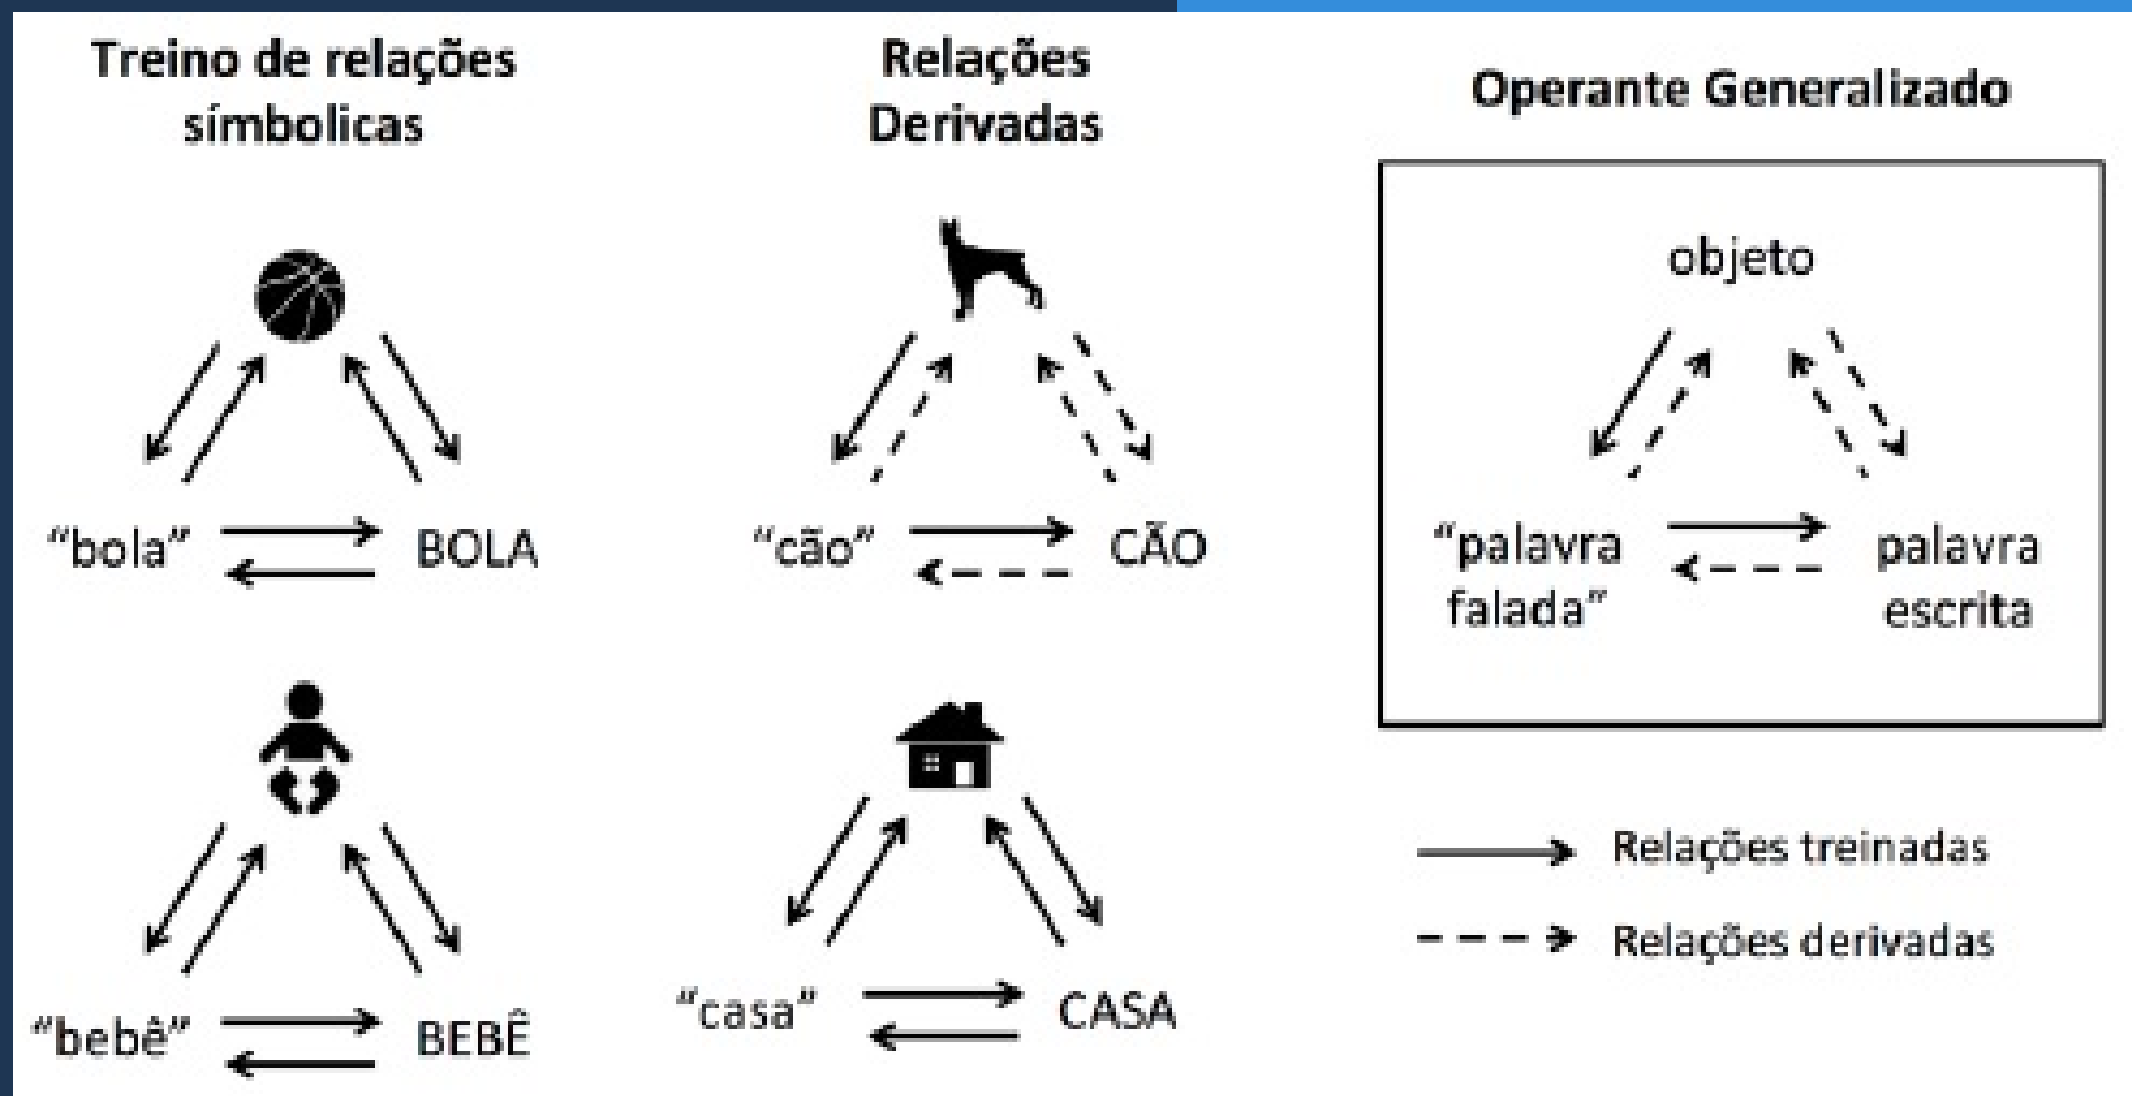 Treino de relações
símbolicas
“bola”
BOLA
“bebê”
BEBÊ
Relações
Derivadas
“cão”
CÃO
“casa”
CASA
Operante Generalizado
objeto
“palavra
falada”
palavra
escrita
Relações treinadas
Relações derivadas